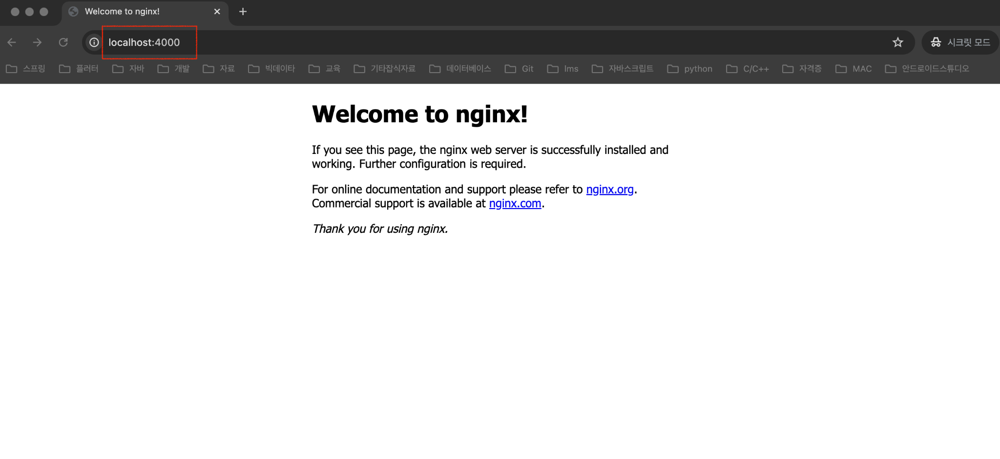 Welcome to nginx!
localhost:4000
시크릿 모드
스프링 플러터 자바 개발 자료 빅데이타 교육 기타잡식자료 데이터베이스 Git lms 자바스크립트 python C/C++ 자격증 MAC 안드로이드스튜디오
Welcome to nginx!
If you see this page, the nginx web server is successfully installed and
working. Further configuration is required.
For online documentation and support please refer to nginx.org.
Commercial support is available at nginx.com.
Thank you for using nginx.